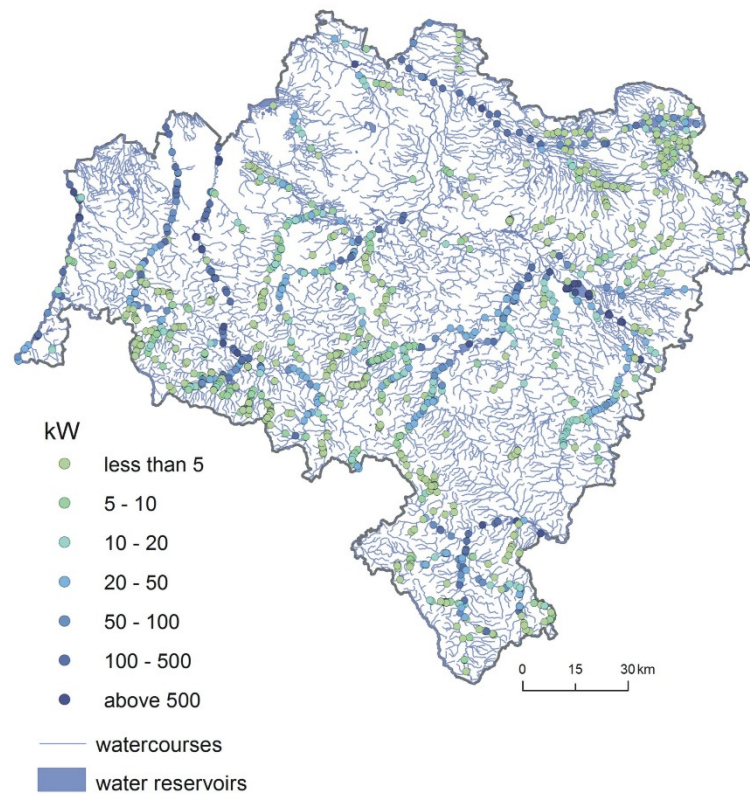 kW
less than 5
5 - 10
10 - 20
20 - 50
50 - 100
100 - 500
above 500
watercourses
water reservoirs
0 15 30 km